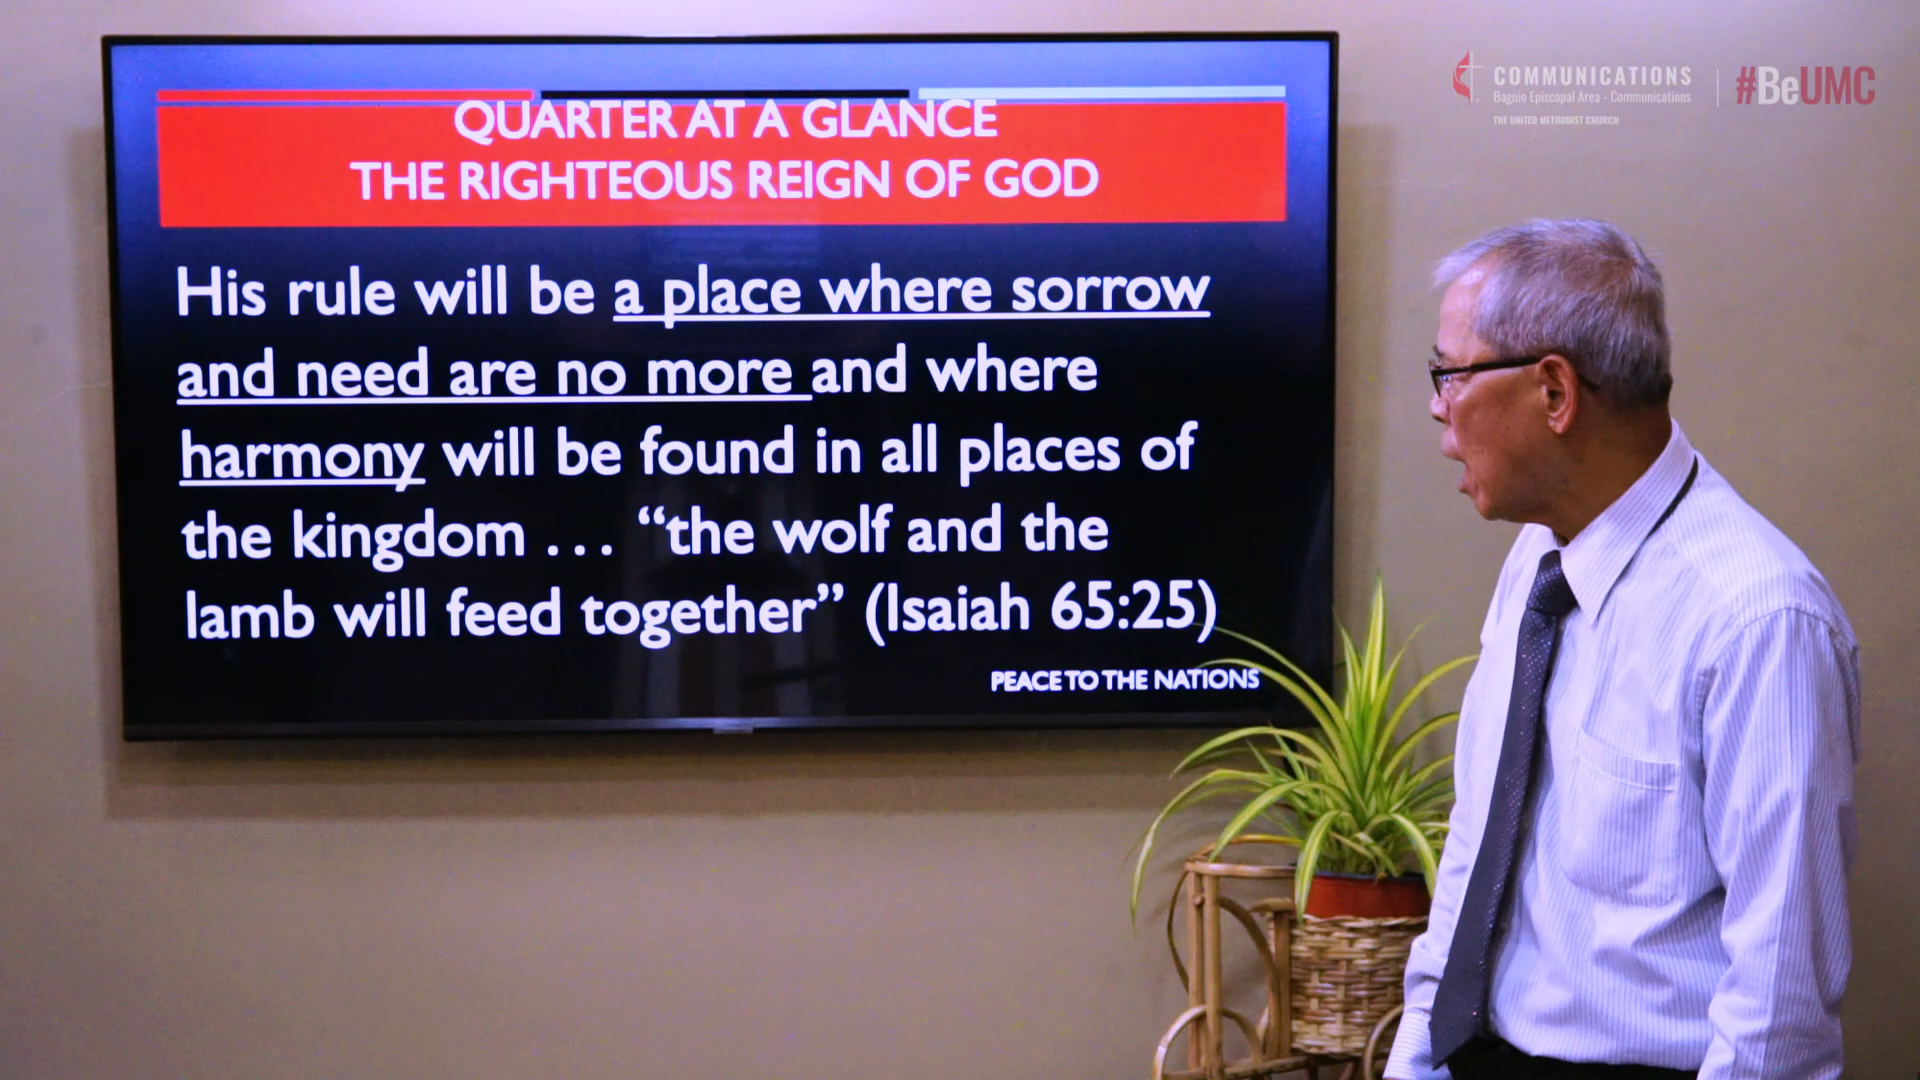 QUARTER AT A GLANCE
THE RIGHTEOUS REIGN OF GOD
His rule will be a place where sorrow
and need are no more and where
harmony will be found in all places of
the kingdom . . . “the wolf and the
lamb will feed together” (Isaiah 65:25)
PEACE TO THE NATIONS
COMMUNICATIONS
Baguio Episcopal Area - Communications
THE UNITED METHODIST CHURCH
#BeUMC